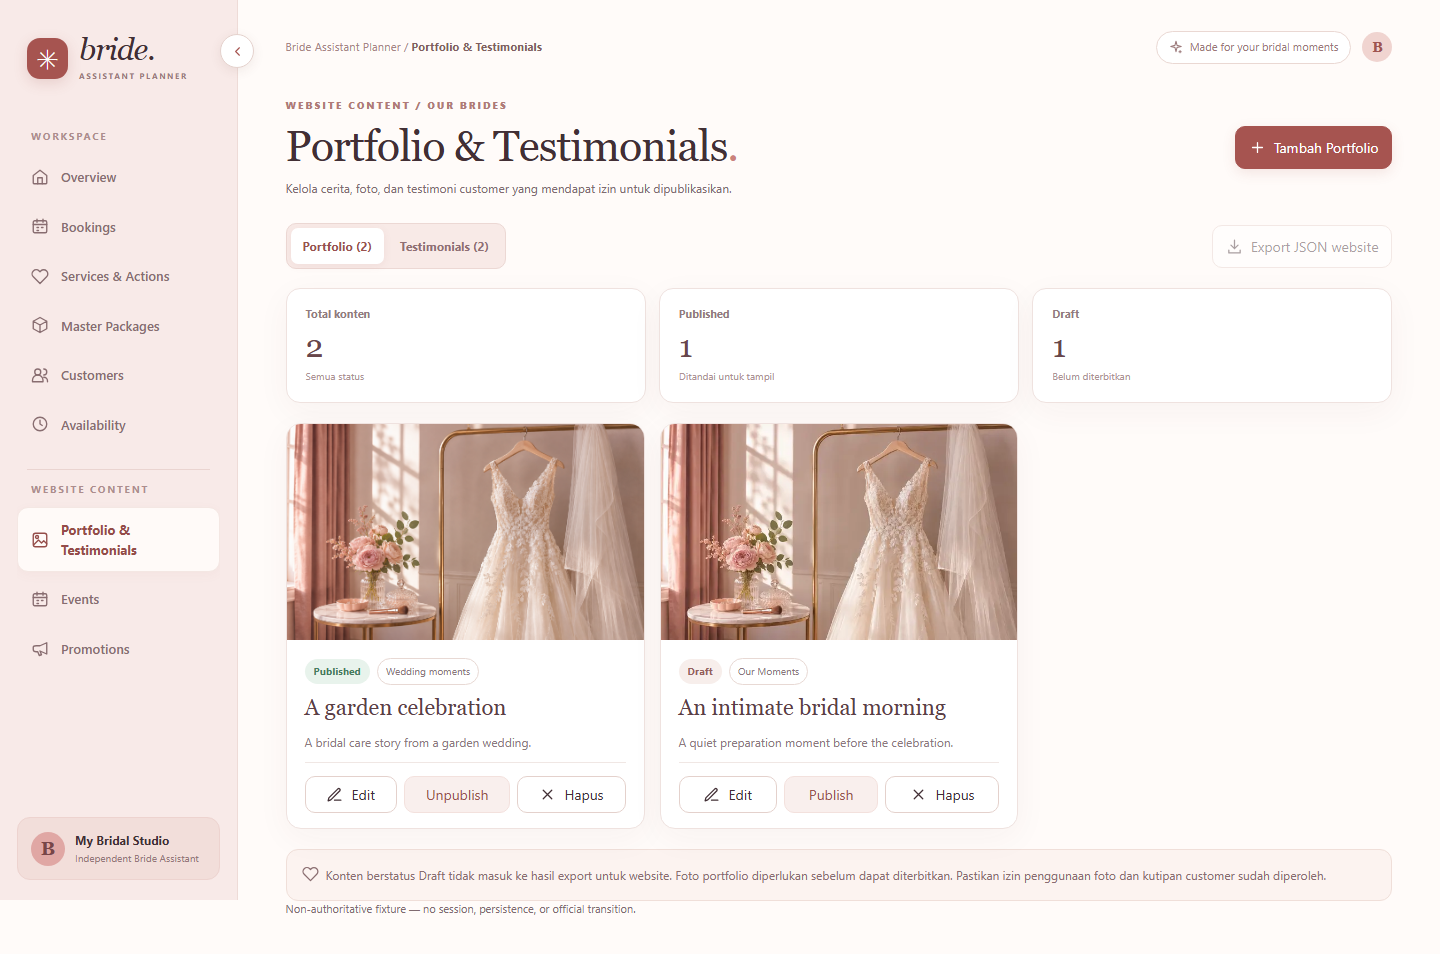 bride.
ASSISTANT PLANNER
WORKSPACE
Overview
Bookings
Services & Actions
Master Packages
Customers
Availability
WEBSITE CONTENT
Portfolio &
Testimonials
Events
Promotions
B
My Bridal Studio
Independent Bride Assistant
Bride Assistant Planner / Portfolio & Testimonials
Made for your bridal moments
B
WEBSITE CONTENT / OUR BRIDES
Portfolio & Testimonials.
Kelola cerita, foto, dan testimoni customer yang mendapat izin untuk dipublikasikan.
Tambah Portfolio
Portfolio (2)
Testimonials (2)
Export JSON website
Total konten
2
Semua status
Published
1
Ditandai untuk tampil
Draft
1
Belum diterbitkan
Published
Wedding moments
A garden celebration
A bridal care story from a garden wedding.
Edit
Unpublish
Hapus
Draft
Our Moments
An intimate bridal morning
A quiet preparation moment before the celebration.
Edit
Publish
Hapus
Konten berstatus Draft tidak masuk ke hasil export untuk website. Foto portfolio diperlukan sebelum dapat diterbitkan. Pastikan izin penggunaan foto dan kutipan customer sudah diperoleh.
Non-authoritative fixture — no session, persistence, or official transition.